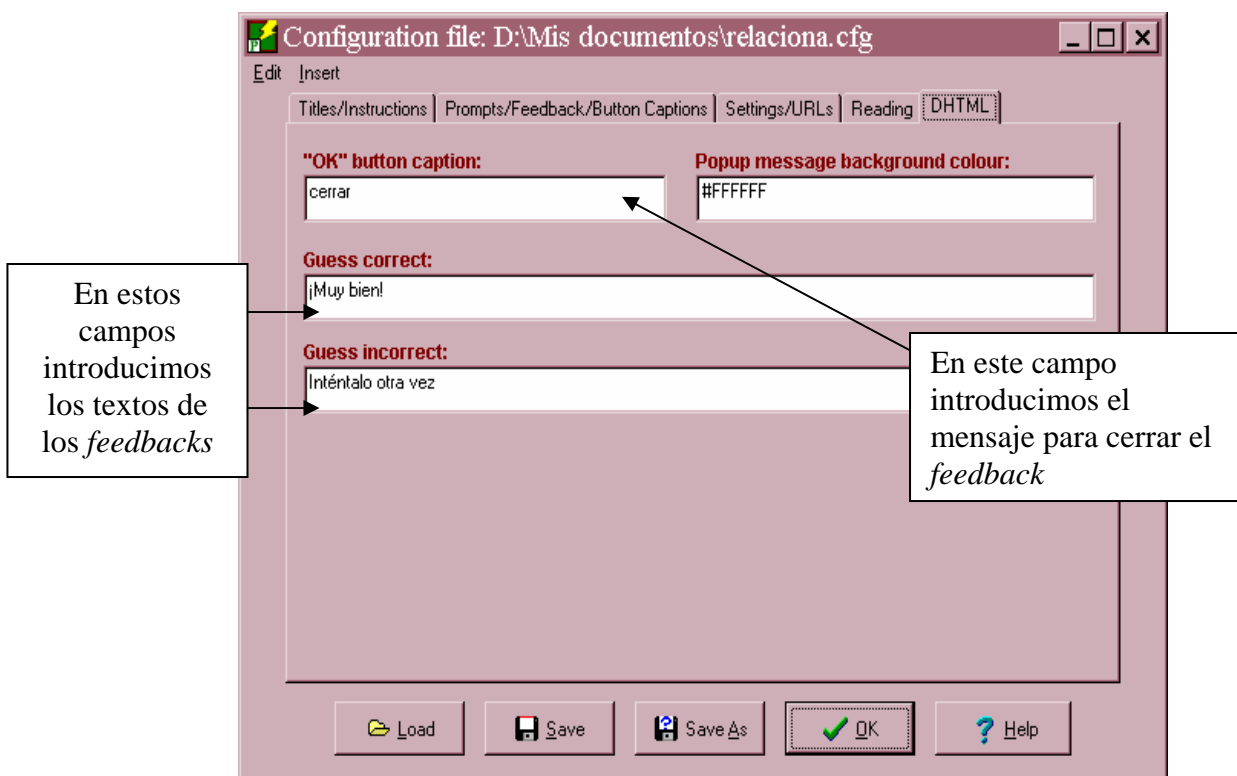 Configuration file: D:\Mis documentos\relaciona.cfg
Edit Insert
Titles/Instructions Prompts/Feedback/Button Captions Settings/URLs Reading DHTML
"OK" button caption: Popup message background colour:
cerrar #FFFFFF
Guess correct:
¡Muy bien!
Guess incorrect:
Inténtalo otra vez
En estos
campos
introducimos
los textos de
los feedbacks
En este campo
introducimos el
mensaje para cerrar el
feedback
Load Save Save As OK Help